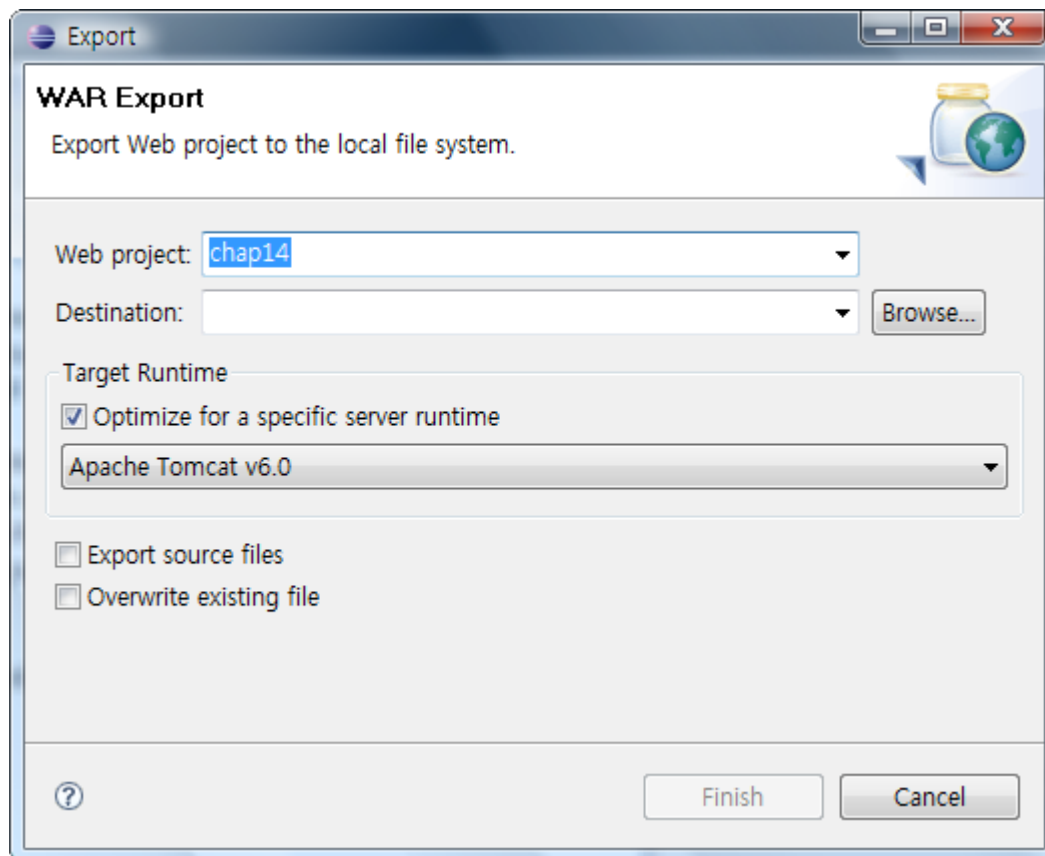 Export
WAR Export
Export Web project to the local file system.
Web project: chap14
Destination: Browse...
Target Runtime
Optimize for a specific server runtime
Apache Tomcat v6.0
Export source files
Overwrite existing file
? Finish Cancel